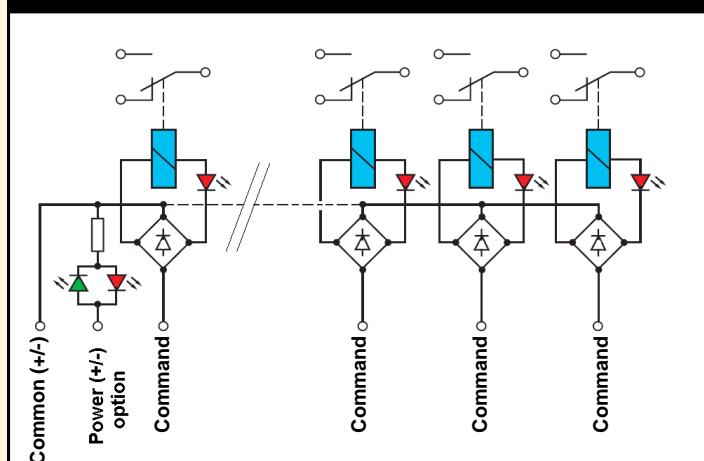 Common (+/-)
Power (+/-)
option
Command
Command
Command
Command